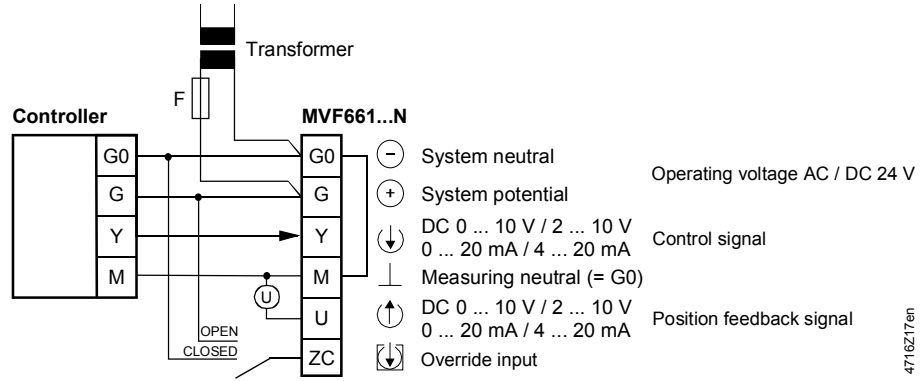 Transformer
F
Controller
MVF661...N
G0
G0
System neutral
Operating voltage AC / DC 24 V
G
G
System potential
Y
Y
DC 0 ... 10 V / 2 ... 10 V
0 ... 20 mA / 4 ... 20 mA
Control signal
M
M
Measuring neutral (= G0)
U
U
DC 0 ... 10 V / 2 ... 10 V
0 ... 20 mA / 4 ... 20 mA
Position feedback signal
OPEN
CLOSED
ZC
Override input
4716Z17en